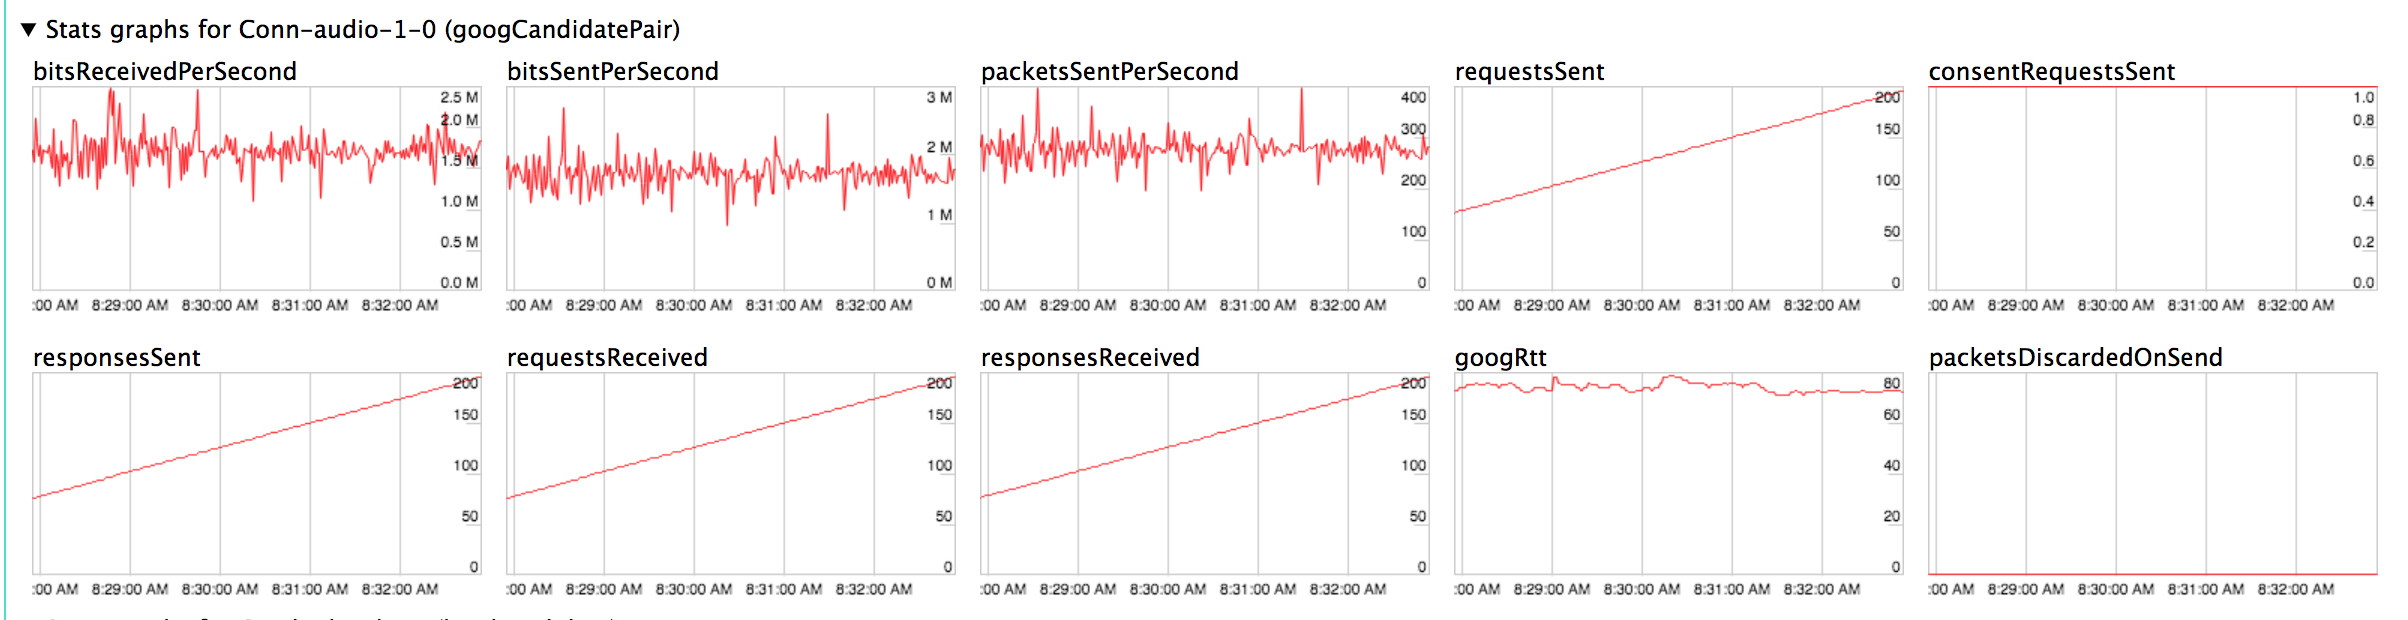 ▼ Stats graphs for Conn-audio-1-0 (googCandidatePair)
bitsReceivedPerSecond
2.5 M
2.0 M
1.5 M
1.0 M
0.5 M
0.0 M
:00 AM 8:29:00 AM 8:30:00 AM 8:31:00 AM 8:32:00 AM
bitsSentPerSecond
3 M
2 M
1 M
0 M
:00 AM 8:29:00 AM 8:30:00 AM 8:31:00 AM 8:32:00 AM
packetsSentPerSecond
400
300
200
100
0
:00 AM 8:29:00 AM 8:30:00 AM 8:31:00 AM 8:32:00 AM
requestsSent
200
150
100
50
0
:00 AM 8:29:00 AM 8:30:00 AM 8:31:00 AM 8:32:00 AM
consentRequestsSent
1.0
0.8
0.6
0.4
0.2
0.0
:00 AM 8:29:00 AM 8:30:00 AM 8:31:00 AM 8:32:00 AM
responsesSent
200
150
100
50
0
:00 AM 8:29:00 AM 8:30:00 AM 8:31:00 AM 8:32:00 AM
requestsReceived
200
150
100
50
0
:00 AM 8:29:00 AM 8:30:00 AM 8:31:00 AM 8:32:00 AM
responsesReceived
200
150
100
50
0
:00 AM 8:29:00 AM 8:30:00 AM 8:31:00 AM 8:32:00 AM
googRtt
80
60
40
20
0
:00 AM 8:29:00 AM 8:30:00 AM 8:31:00 AM 8:32:00 AM
packetsDiscardedOnSend
:00 AM 8:29:00 AM 8:30:00 AM 8:31:00 AM 8:32:00 AM